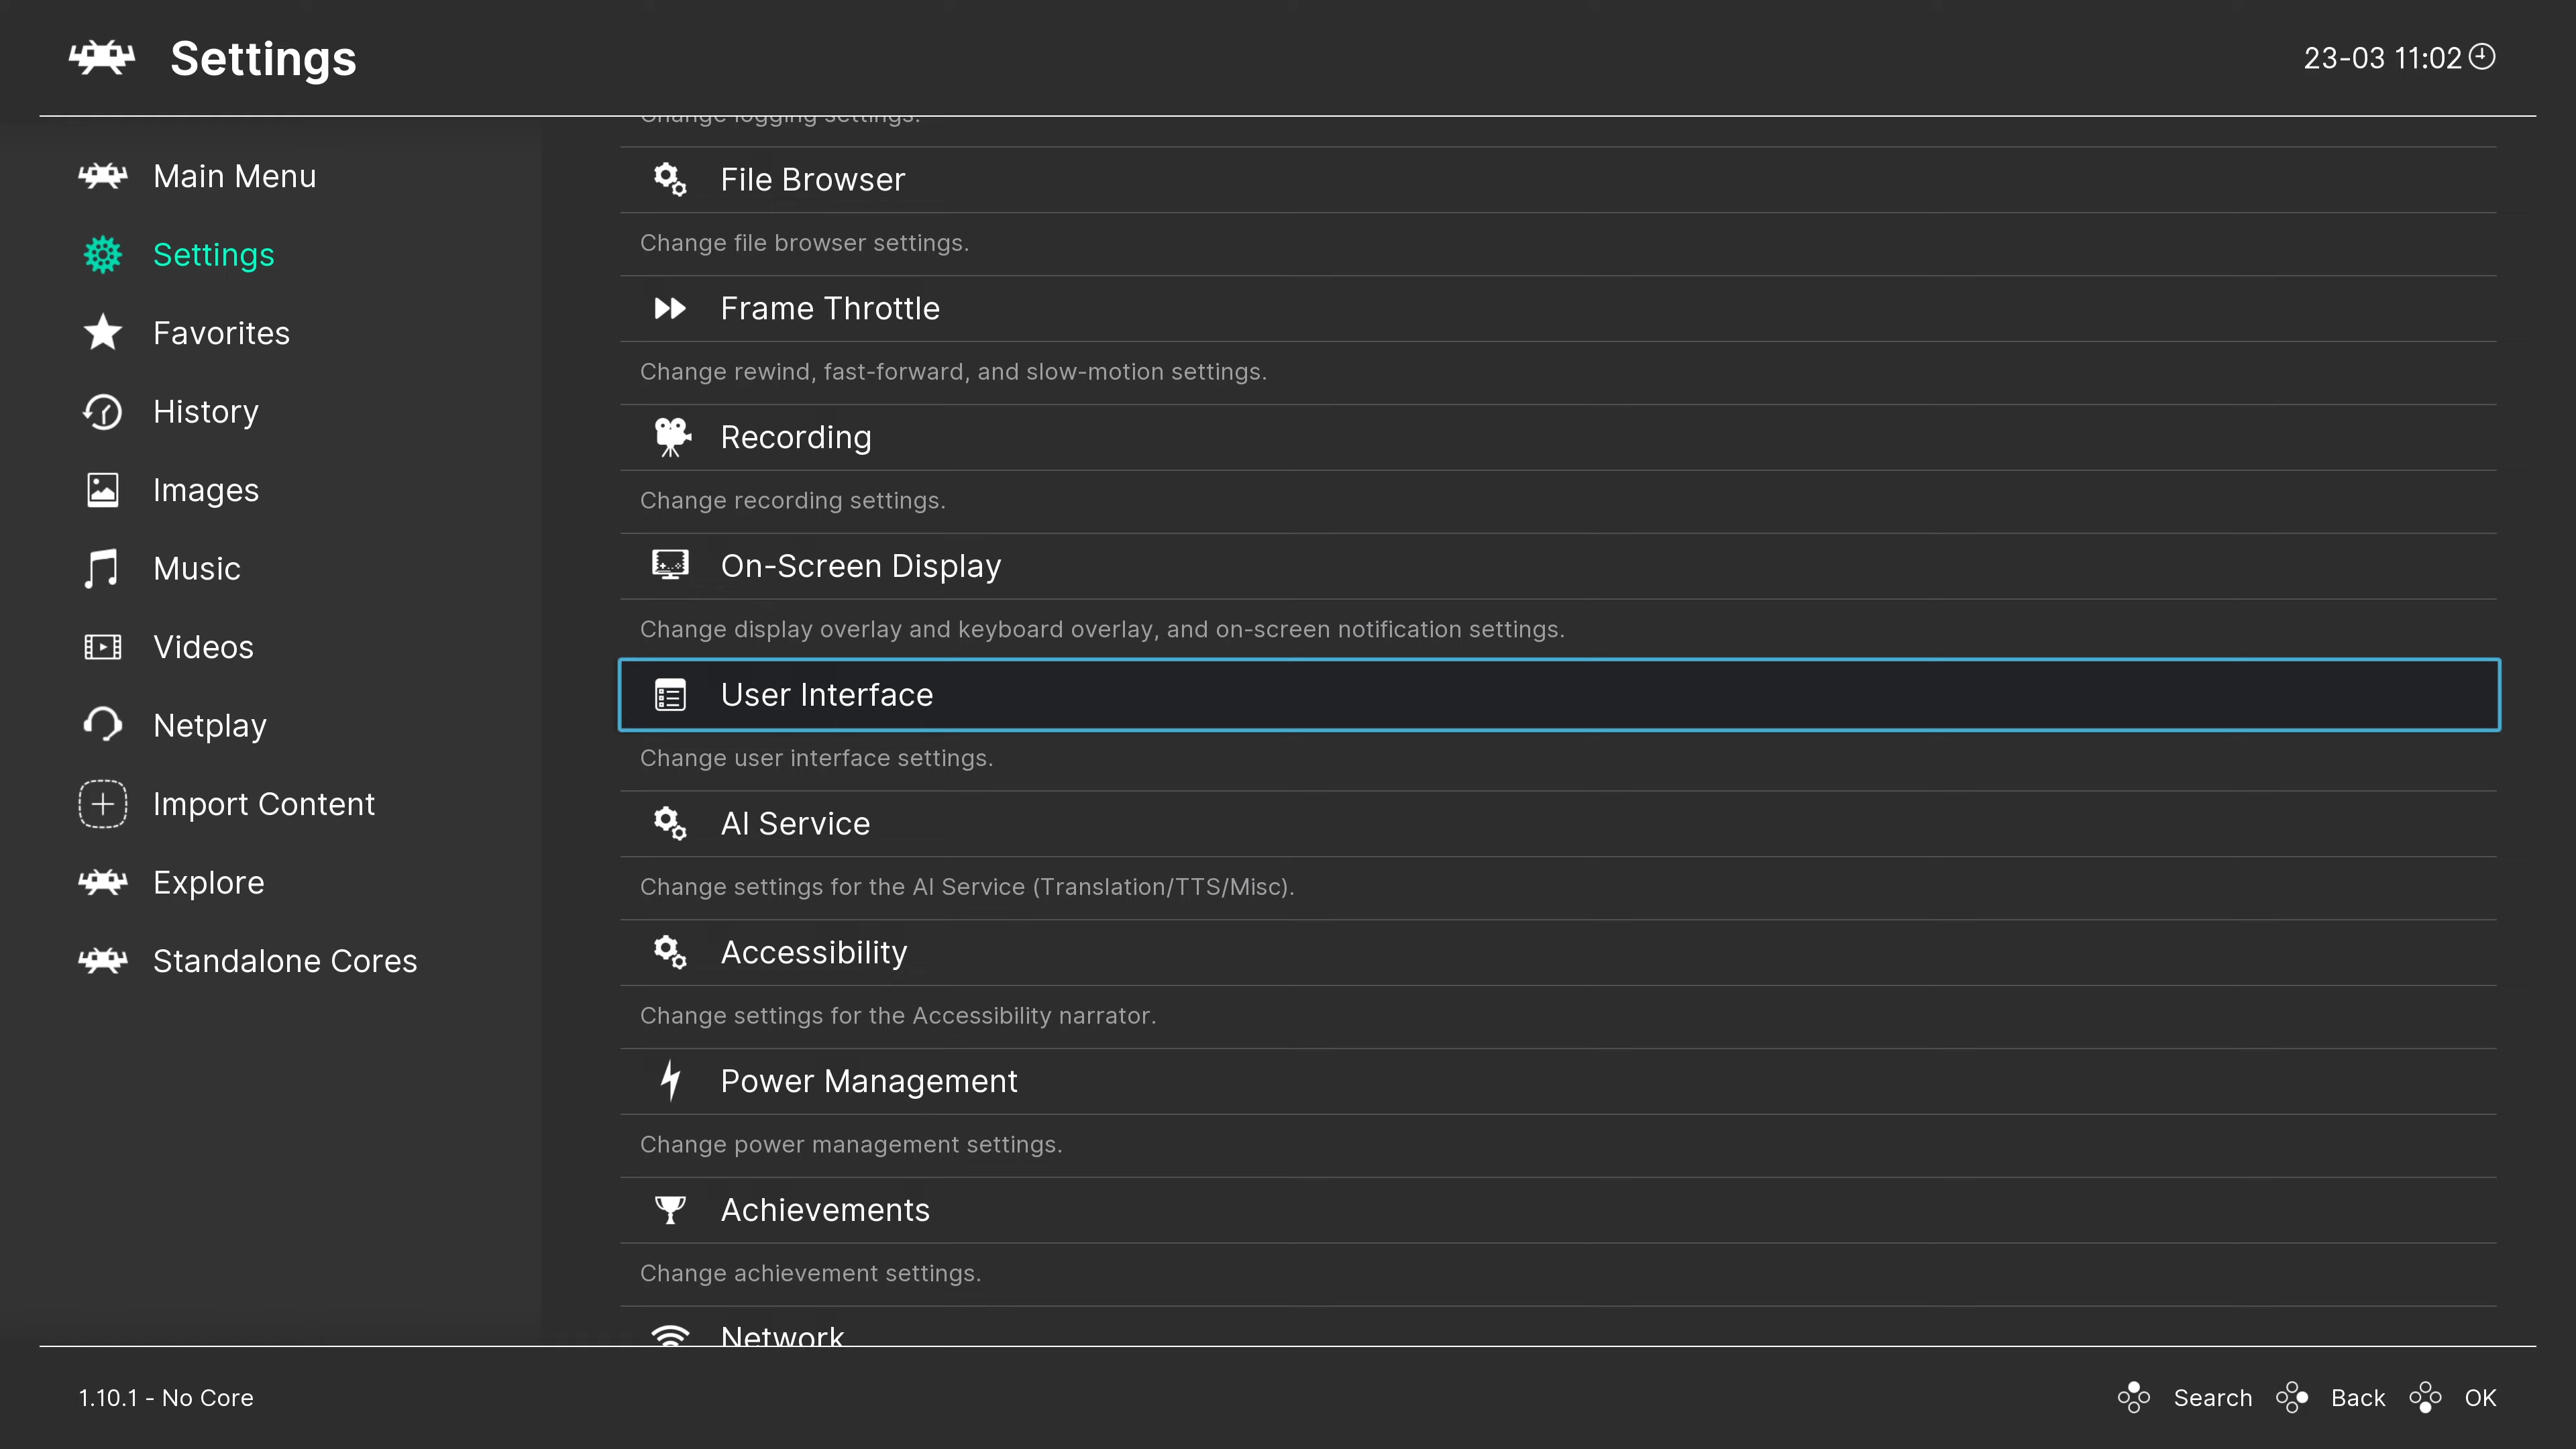 Settings
23-03 11:02
Main Menu
Settings
Favorites
History
Images
Music
Videos
Netplay
Import Content
Explore
Standalone Cores
Change logging settings.
File Browser
Change file browser settings.
Frame Throttle
Change rewind, fast-forward, and slow-motion settings.
Recording
Change recording settings.
On-Screen Display
Change display overlay and keyboard overlay, and on-screen notification settings.
User Interface
Change user interface settings.
AI Service
Change settings for the AI Service (Translation/TTS/Misc).
Accessibility
Change settings for the Accessibility narrator.
Power Management
Change power management settings.
Achievements
Change achievement settings.
Network
1.10.1 - No Core
Search Back OK